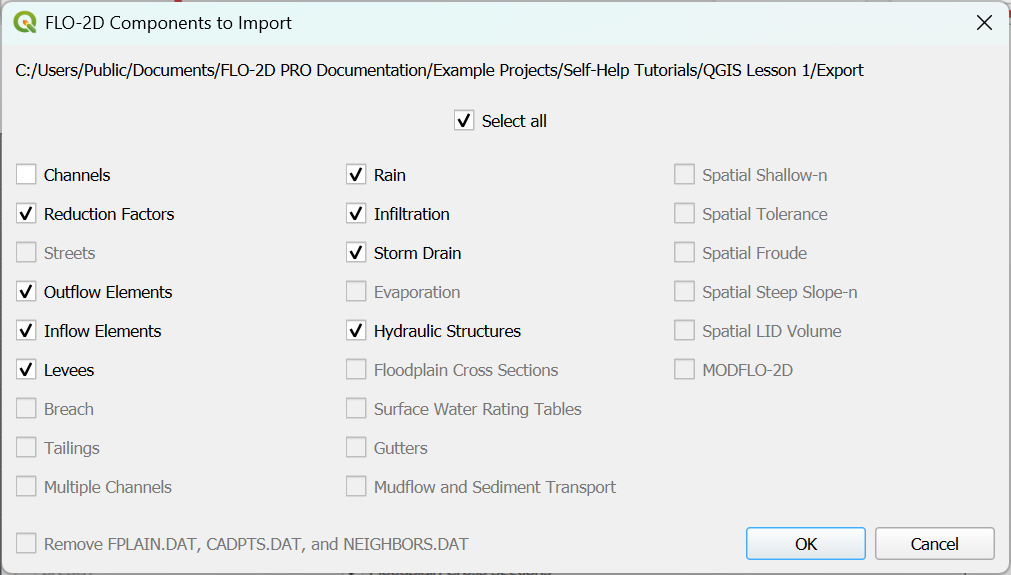 FLO-2D Components to Import
C:/Users/Public/Documents/FLO-2D PRO Documentation/Example Projects/Self-Help Tutorials/QGIS Lesson 1/Export
Select all
Channels
Reduction Factors
Streets
Outflow Elements
Inflow Elements
Levees
Breach
Tailings
Multiple Channels
Rain
Infiltration
Storm Drain
Evaporation
Hydraulic Structures
Floodplain Cross Sections
Surface Water Rating Tables
Gutters
Mudflow and Sediment Transport
Spatial Shallow-n
Spatial Tolerance
Spatial Froude
Spatial Steep Slope-n
Spatial LID Volume
MODFLO-2D
Remove FPLAIN.DAT, CADPTS.DAT, and NEIGHBORS.DAT
OK
Cancel